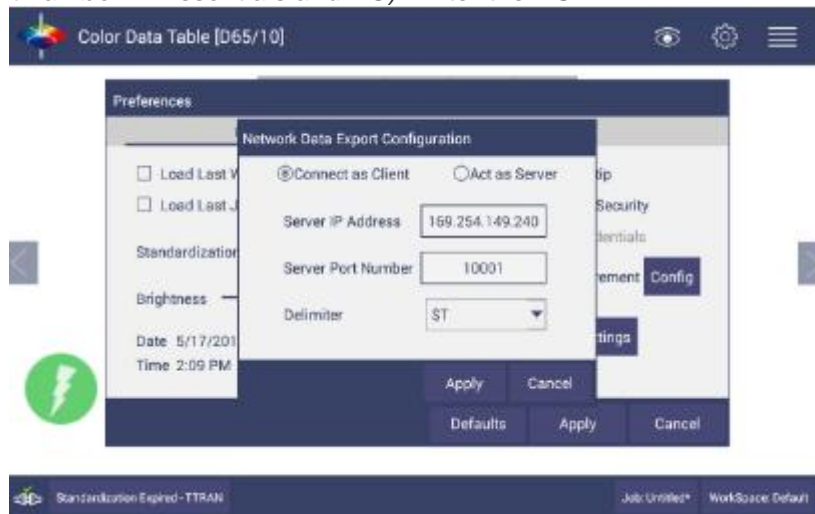 Color Data Table [D65/10]
Preferences
Network Data Export Configuration
Load Last
Connect as Client
Act as Server
Load Last
Security
Server IP Address
169.254.149.240
Standardization
Server Port Number
10001
Config
Brightness
Delimiter
ST
Date 5/17/201
Time 2:09 PM
Apply
Cancel
Defaults
Apply
Cancel
Standardization Expired - TTRAN
Job: Untitled*
WorkSpace: Default